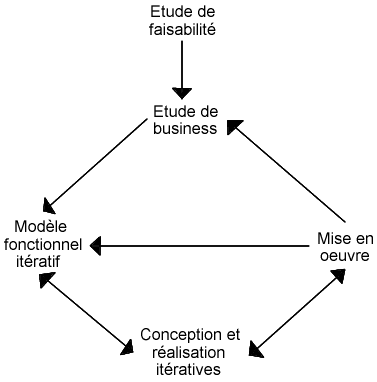 Etude de
faisabilité
Etude de
business
Modèle
fonctionnel
itératif
Mise en
oeuvre
Conception et
réalisation
itératives